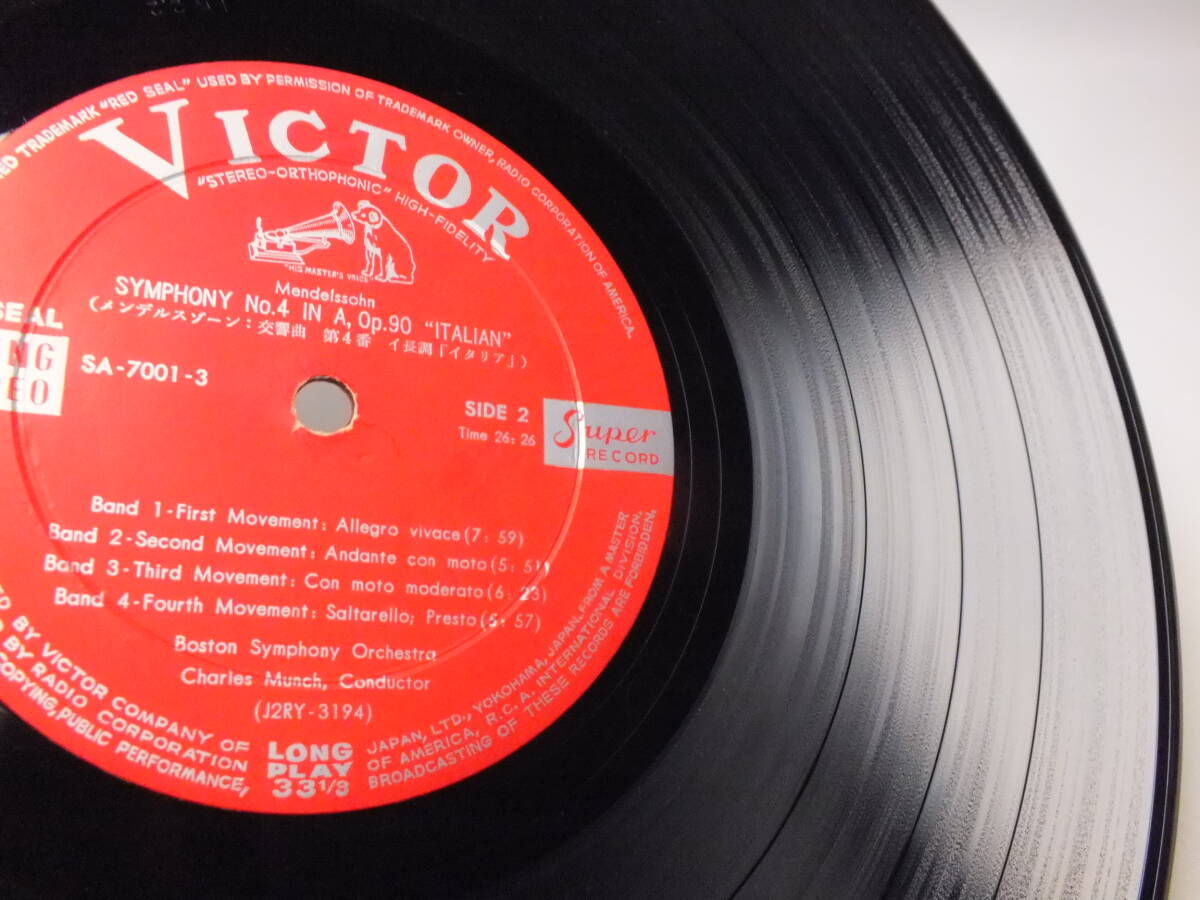 TRADEMARK "RED SEAL" USED BY PERMISSION OF TRADEMARK OWNER, RADIO CORPORATION OF AMERICA.
VICTOR
"STEREO-ORTHOPHONIC" HIGH-FIDELITY
"HIS MASTER'S VOICE"
Mendelssohn
SYMPHONY No.4 IN A, Op.90 "ITALIAN"
(メンデルスゾーン：交響曲 第4番 イ長調「イタリア」)
SEAL
SA-7001-3
SIDE 2
Time 26:26
Super
RECORD
Band 1-First Movement: Allegro vivace(7:59)
Band 2-Second Movement: Andante con moto(5:51)
Band 3-Third Movement: Con moto moderato(6:23)
Band 4-Fourth Movement: Saltarello; Presto(5:57)
Boston Symphony Orchestra
Charles Munch, Conductor
(J2RY-3194)
LONG
PLAY
33 1/3
BY VICTOR COMPANY OF JAPAN, LTD., YOKOHAMA, JAPAN. FROM A MASTER
BY RADIO CORPORATION OF AMERICA, R.C.A. INTERNATIONAL DIVISION.
COPYING, PUBLIC PERFORMANCE, BROADCASTING OF THESE RECORDS ARE FORBIDDEN.